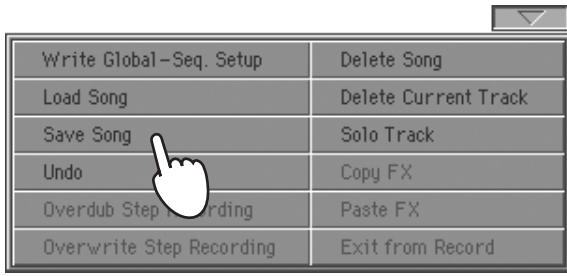 Write Global-Seq. Setup
Delete Song
Load Song
Delete Current Track
Save Song
Solo Track
Undo
Copy FX
Overdub Step Recording
Paste FX
Overwrite Step Recording
Exit from Record